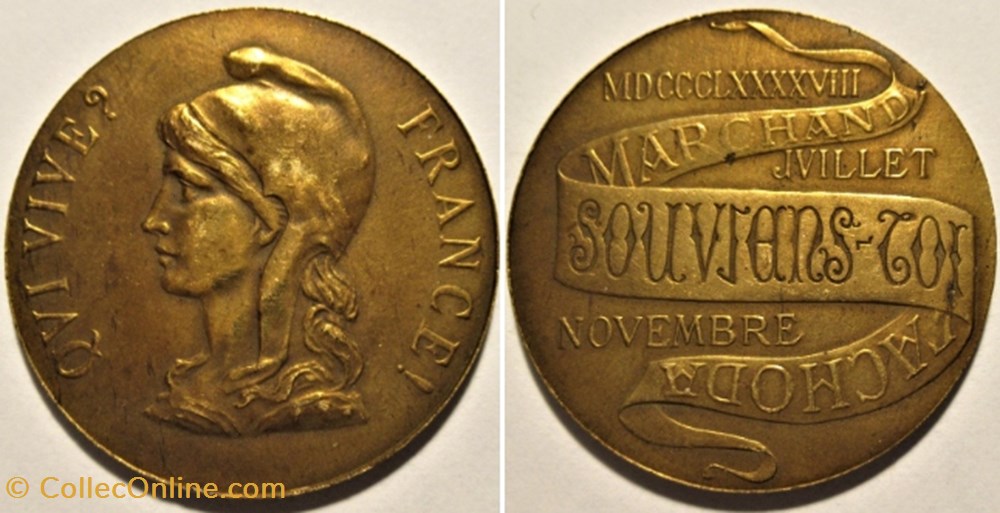 QVI VIVE?
FRANCE!
MDCCCLXXXXVIII
MARCHAND
JVILLET
SOUVIENS-TOI
NOVEMBRE
FACHODA
© CollecOnline.com